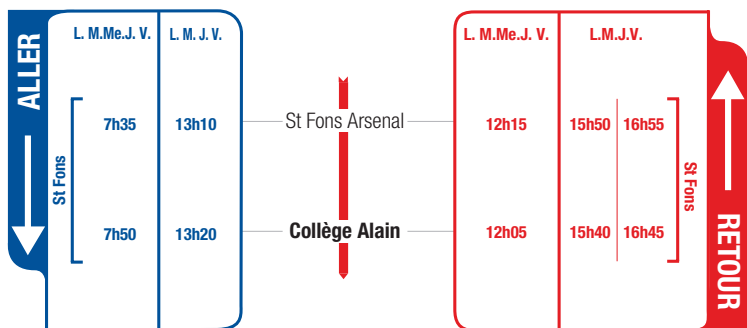 ALLER
L. M.Me.J. V. L. M. J. V.
St Fons
7h35 13h10
7h50 13h20
St Fons Arsenal
Collège Alain
L. M.Me.J. V. L.M.J.V.
12h15 15h50 16h55
12h05 15h40 16h45
St Fons
RETOUR